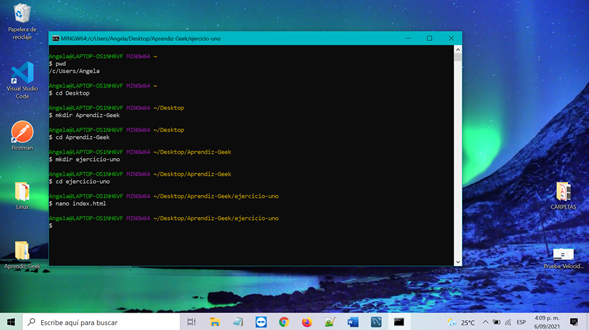 Papelera de
reciclaje
Visual Studio
Code
Postman
Linux
Aprendiz-Geek
MINGW64:/c/Users/Angela/Desktop/Aprendiz-Geek/ejercicio-uno
Angela@LAPTOP-OS1NH6VF MINGW64 ~
$ pwd
/c/Users/Angela
Angela@LAPTOP-OS1NH6VF MINGW64 ~
$ cd Desktop
Angela@LAPTOP-OS1NH6VF MINGW64 ~/Desktop
$ mkdir Aprendiz-Geek
Angela@LAPTOP-OS1NH6VF MINGW64 ~/Desktop
$ cd Aprendiz-Geek
Angela@LAPTOP-OS1NH6VF MINGW64 ~/Desktop/Aprendiz-Geek
$ mkdir ejercicio-uno
Angela@LAPTOP-OS1NH6VF MINGW64 ~/Desktop/Aprendiz-Geek
$ cd ejercicio-uno
Angela@LAPTOP-OS1NH6VF MINGW64 ~/Desktop/Aprendiz-Geek/ejercicio-uno
$ nano index.html
Angela@LAPTOP-OS1NH6VF MINGW64 ~/Desktop/Aprendiz-Geek/ejercicio-uno
$
CARPETAS
Prueba-Velocid...
Escribe aquí para buscar
25°C
ESP
4:09 p. m.
6/09/2021